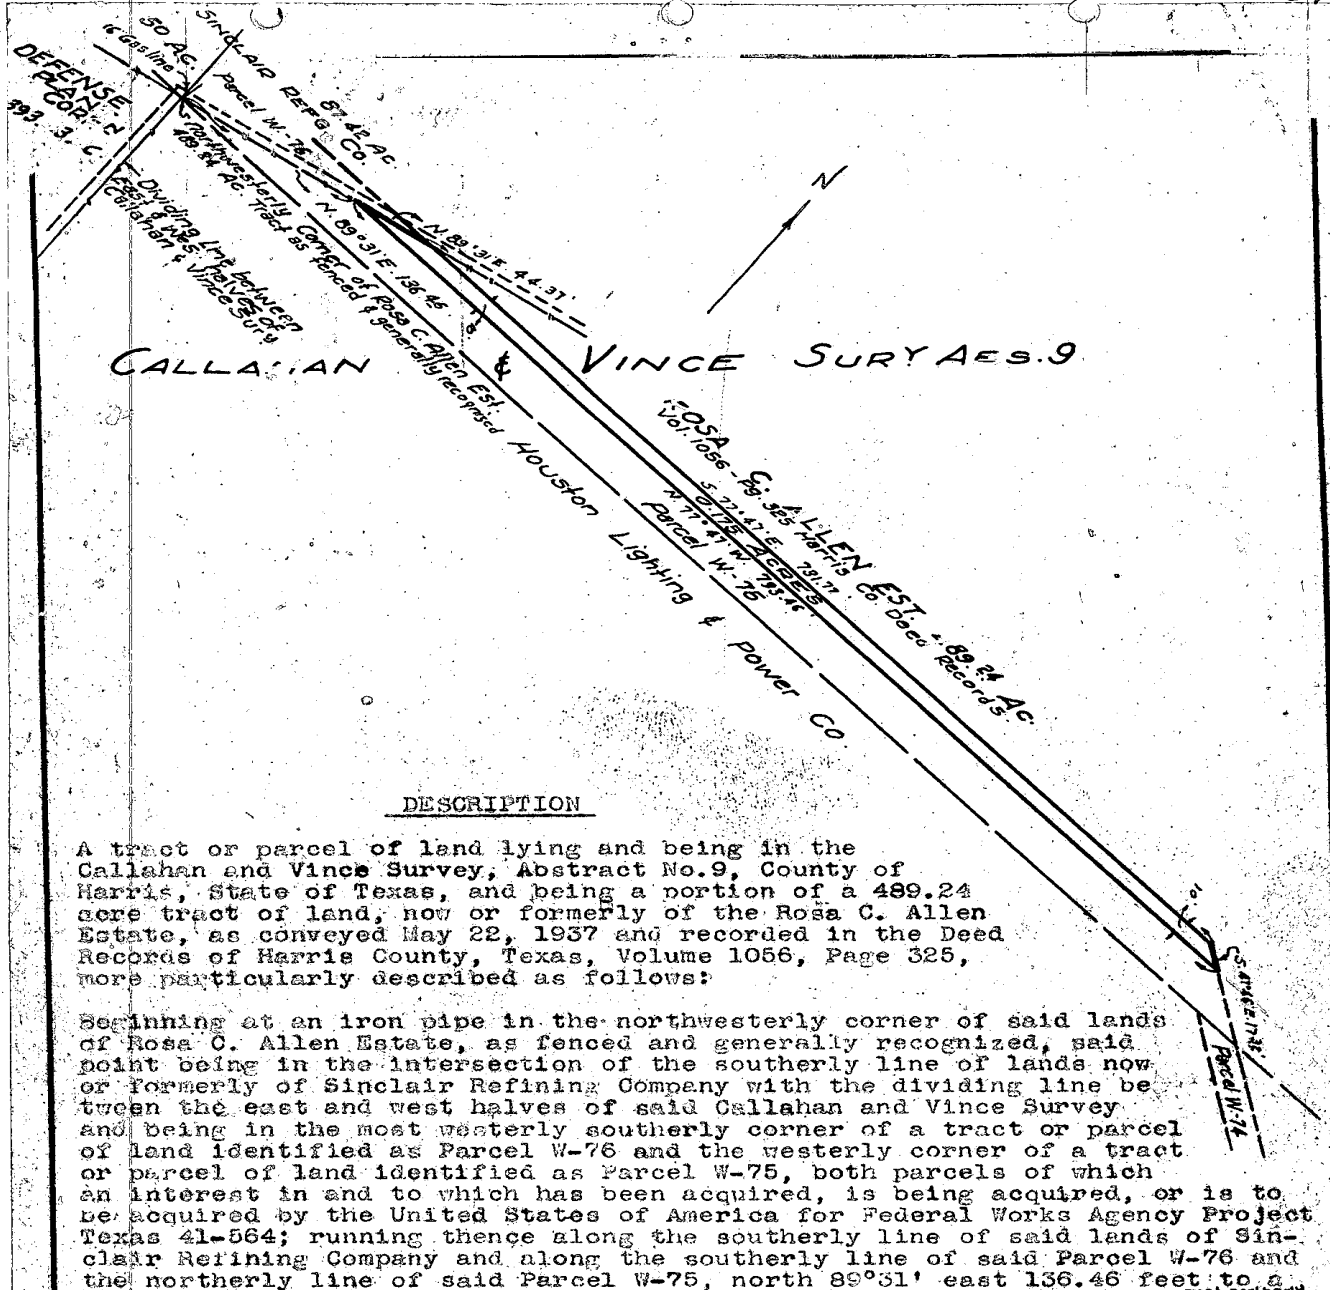 SINCLAIR REFG. CO.
87.42 AC.
50 AC.
Parcel W-76
16" Gas line
DEFENSE
PLAN-N
COR.
393. 3. C
Northwesterly Corner of Rosa C. Allen Est.
489.24 AC. Tract as fenced & generally recognized
Dividing Line between
East & West halves of
Callahan & Vince Sury
N. 89°31'E. 136.46
N. 89°31'E 44.37'
N
CALLA..AN & VINCE SURY AES. 9
OSA C. ALLEN EST. 89.24 AC.
Vol. 1056 - Pg. 325 Harris Co. Deed Records.
S. 77°47'E. 731.77'
0.175 ACRES
N. 77°47'W. 793.46'
Parcel W-75
Houston Lighting & Power CO.
10'
Parcel W-74
DESCRIPTION
A tract or parcel of land lying and being in the
Callahan and Vince Survey, Abstract No.9, County of
Harris, State of Texas, and being a portion of a 489.24
acre tract of land, now or formerly of the Rosa C. Allen
Estate, as conveyed May 22, 1937 and recorded in the Deed
Records of Harris County, Texas, Volume 1056, Page 325,
more particularly described as follows:
Beginning at an iron pipe in the northwesterly corner of said lands
of Rosa C. Allen Estate, as fenced and generally recognized, said
point being in the intersection of the southerly line of lands now
or formerly of Sinclair Refining Company with the dividing line be
tween the east and west halves of said Callahan and Vince Survey
and being in the most westerly southerly corner of a tract or parcel
of land identified as Parcel W-76 and the westerly corner of a tract
or parcel of land identified as Parcel W-75, both parcels of which
an interest in and to which has been acquired, is being acquired, or is to
be acquired by the United States of America for Federal Works Agency Project
Texas 41-564; running thence along the southerly line of said lands of Sin-
clair Refining Company and along the southerly line of said Parcel W-76 and
the northerly line of said Parcel W-75, north 89°31' east 136.46 feet to a